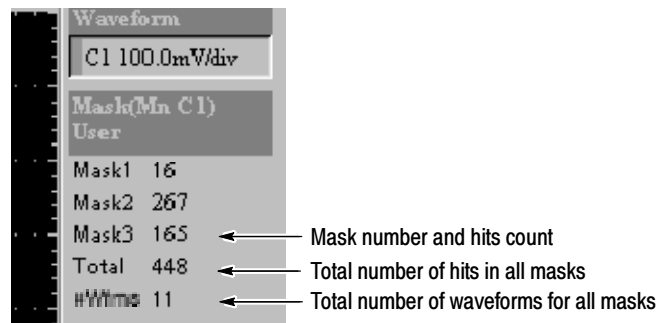 Waveform
C1 100.0mV/div
Mask(Mn C1)
User
Mask1 16
Mask2 267
Mask3 165
Mask number and hits count
Total 448
Total number of hits in all masks
#Wfms 11
Total number of waveforms for all masks